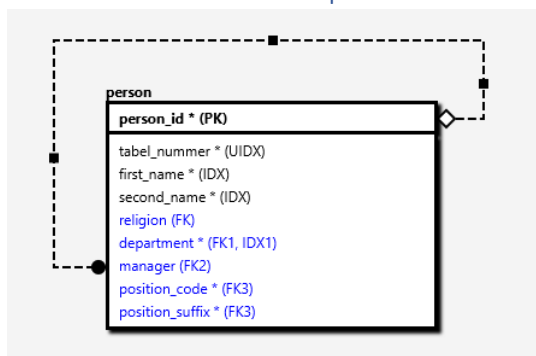 person
person_id * (PK)
tabel_nummer * (UIDX)
first_name * (IDX)
second_name * (IDX)
religion (FK)
department * (FK1, IDX1)
manager (FK2)
position_code * (FK3)
position_suffix * (FK3)